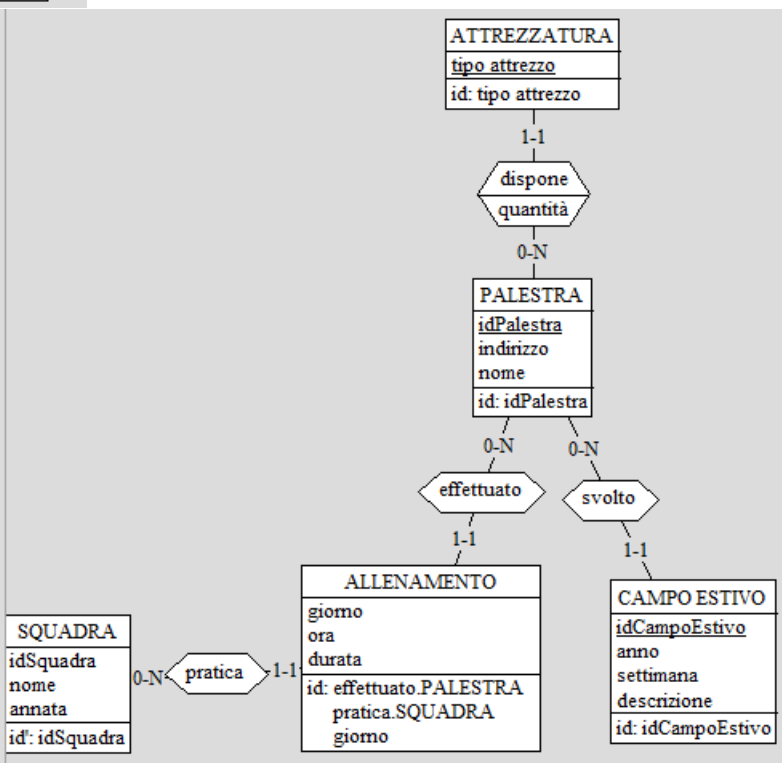 ATTREZZATURA
tipo attrezzo
id: tipo attrezzo
1-1
dispone
quantità
0-N
PALESTRA
idPalestra
indirizzo
nome
id: idPalestra
0-N
0-N
effettuato
svolto
1-1
1-1
ALLENAMENTO
giorno
ora
durata
id: effettuato.PALESTRA
pratica.SQUADRA
giorno
CAMPO ESTIVO
idCampoEstivo
anno
settimana
descrizione
id: idCampoEstivo
SQUADRA
idSquadra
nome
annata
id': idSquadra
0-N
pratica
1-1